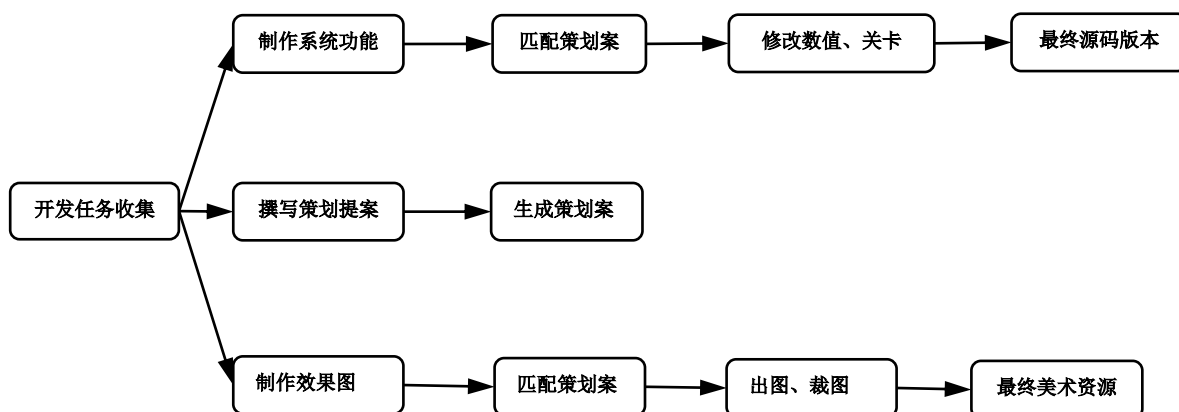 制作系统功能
匹配策划案
修改数值、关卡
最终源码版本
开发任务收集
撰写策划提案
生成策划案
制作效果图
匹配策划案
出图、裁图
最终美术资源